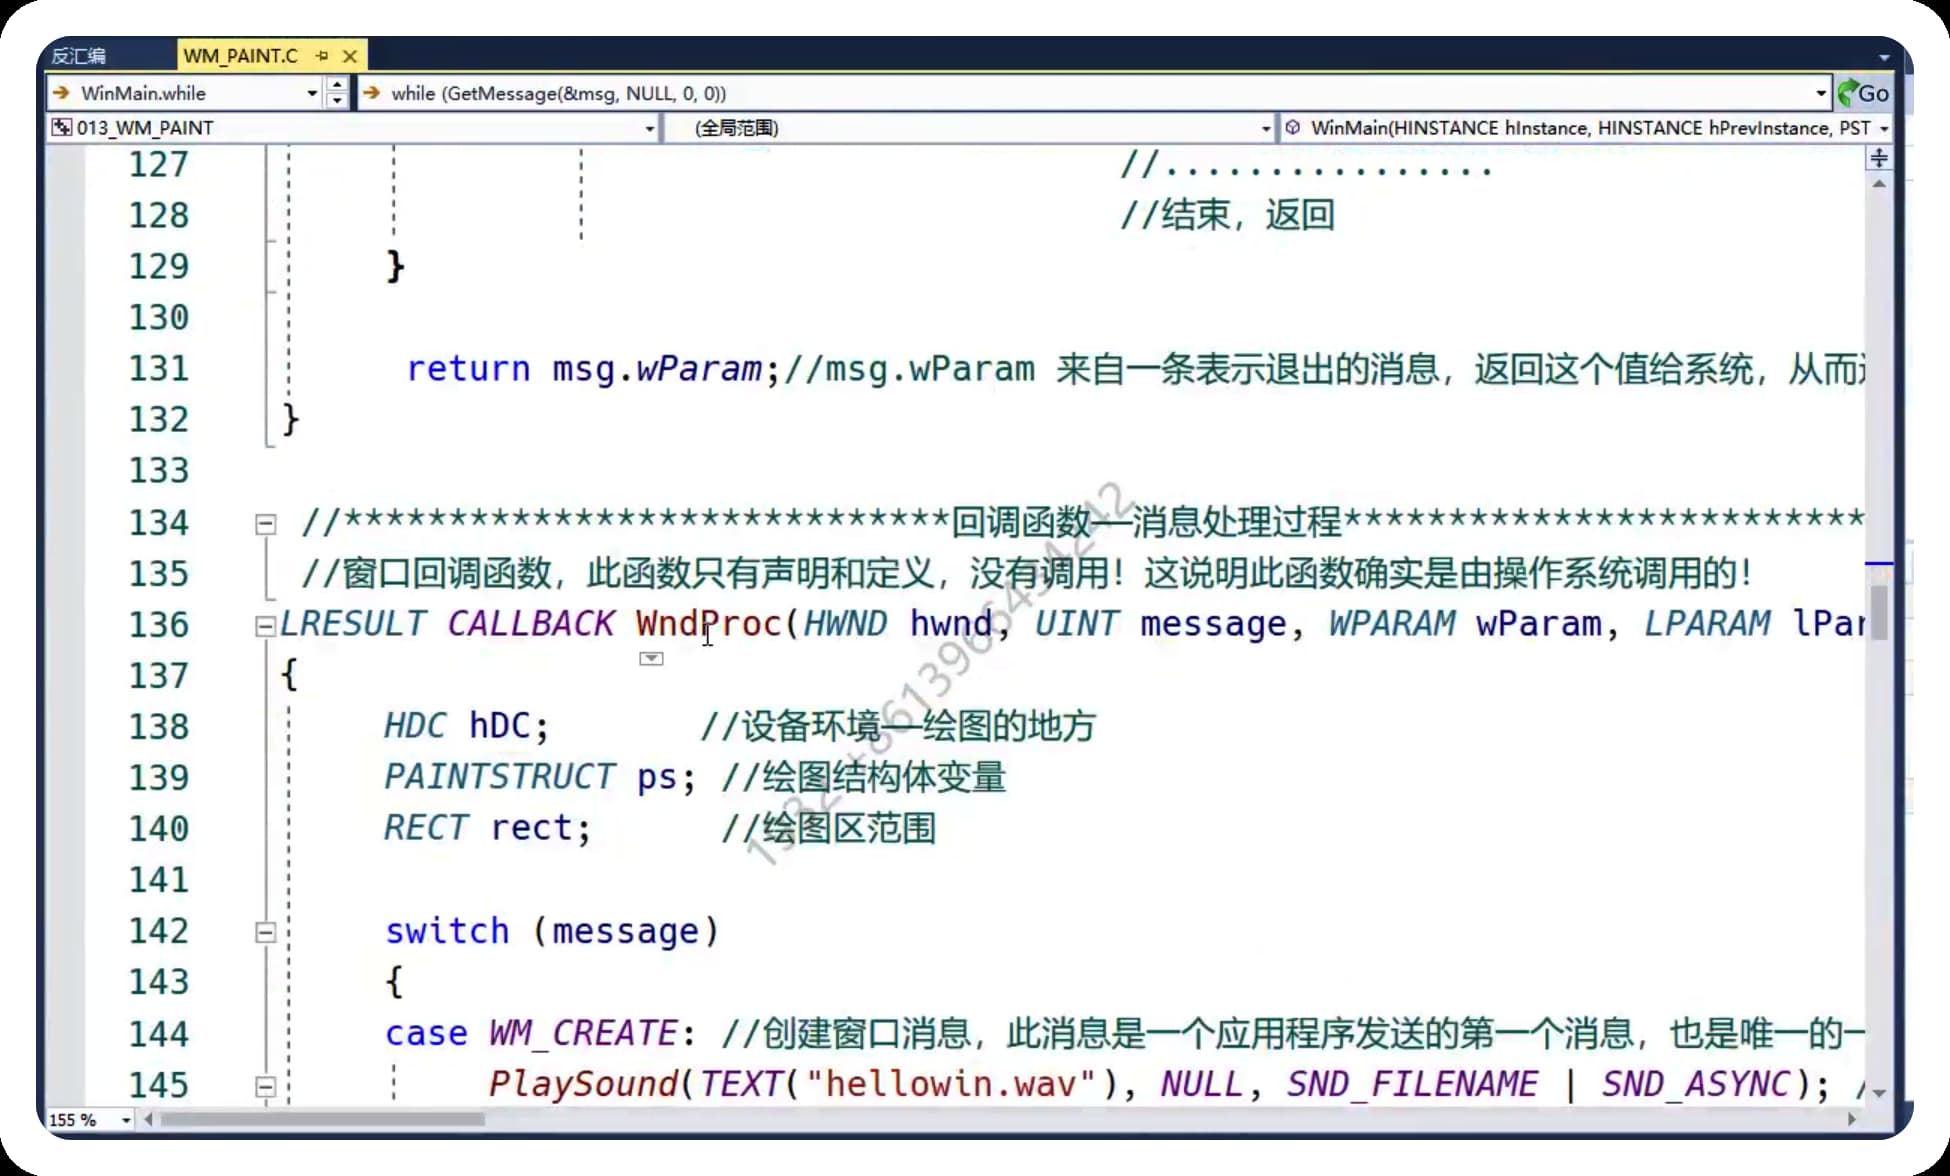 反汇编 WM_PAINT.C
WinMain.while while (GetMessage(&msg, NULL, 0, 0)) Go
013_WM_PAINT (全局范围) WinMain(HINSTANCE hInstance, HINSTANCE hPrevInstance, PST
127 //................
128 //结束，返回
129 }
130
131 return msg.wParam;//msg.wParam 来自一条表示退出的消息，返回这个值给系统，从而
132 }
133
134 //*****************************回调函数——消息处理过程*************************
135 //窗口回调函数，此函数只有声明和定义，没有调用！这说明此函数确实是由操作系统调用的！
136 LRESULT CALLBACK WndProc(HWND hwnd, UINT message, WPARAM wParam, LPARAM lPar
137 {
138 HDC hDC; //设备环境——绘图的地方
139 PAINTSTRUCT ps; //绘图结构体变量
140 RECT rect; //绘图区范围
141
142 switch (message)
143 {
144 case WM_CREATE: //创建窗口消息，此消息是一个应用程序发送的第一个消息，也是唯一的一
145 PlaySound(TEXT("hellowin.wav"), NULL, SND_FILENAME | SND_ASYNC); /
155 %